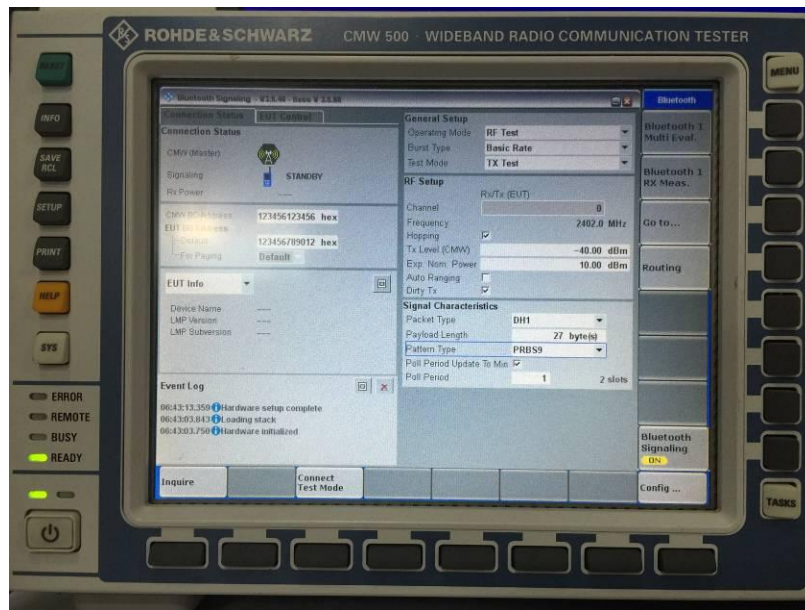 ROHDE&SCHWARZ CMW 500 · WIDEBAND RADIO COMMUNICATION TESTER
RESET
INFO
SAVE
RCL
SETUP
PRINT
HELP
SYS
ERROR
REMOTE
BUSY
READY
Bluetooth Signaling
Connection Status
EUT Control
Connection Status
CMW (Master)
Signaling STANDBY
Rx Power
123456123456 hex
Default 123456789012 hex
For Paging Default
EUT Info
Device Name ---
LMP Version ---
LMP Subversion ---
Event Log
06:43:13.359 Hardware setup complete
06:43:03.843 Loading stack
06:43:03.750 Hardware initialized
General Setup
Operating Mode RF Test
Burst Type Basic Rate
Test Mode TX Test
RF Setup
Rx/Tx (EUT)
Channel 0
Frequency 2402.0 MHz
Hopping
Tx Level (CMW) -40.00 dBm
Exp. Nom. Power 10.00 dBm
Auto Ranging
Dirty Tx
Signal Characteristics
Packet Type DH1
Payload Length 27 byte(s)
Pattern Type PRBS9
Poll Period Update To Min
Poll Period 1 2 slots
Bluetooth
Bluetooth 1
Multi Eval.
Bluetooth 1
RX Meas.
Go to...
Routing
Bluetooth
Signaling
ON
Inquire
Connect
Test Mode
Config ...
MENU
TASKS